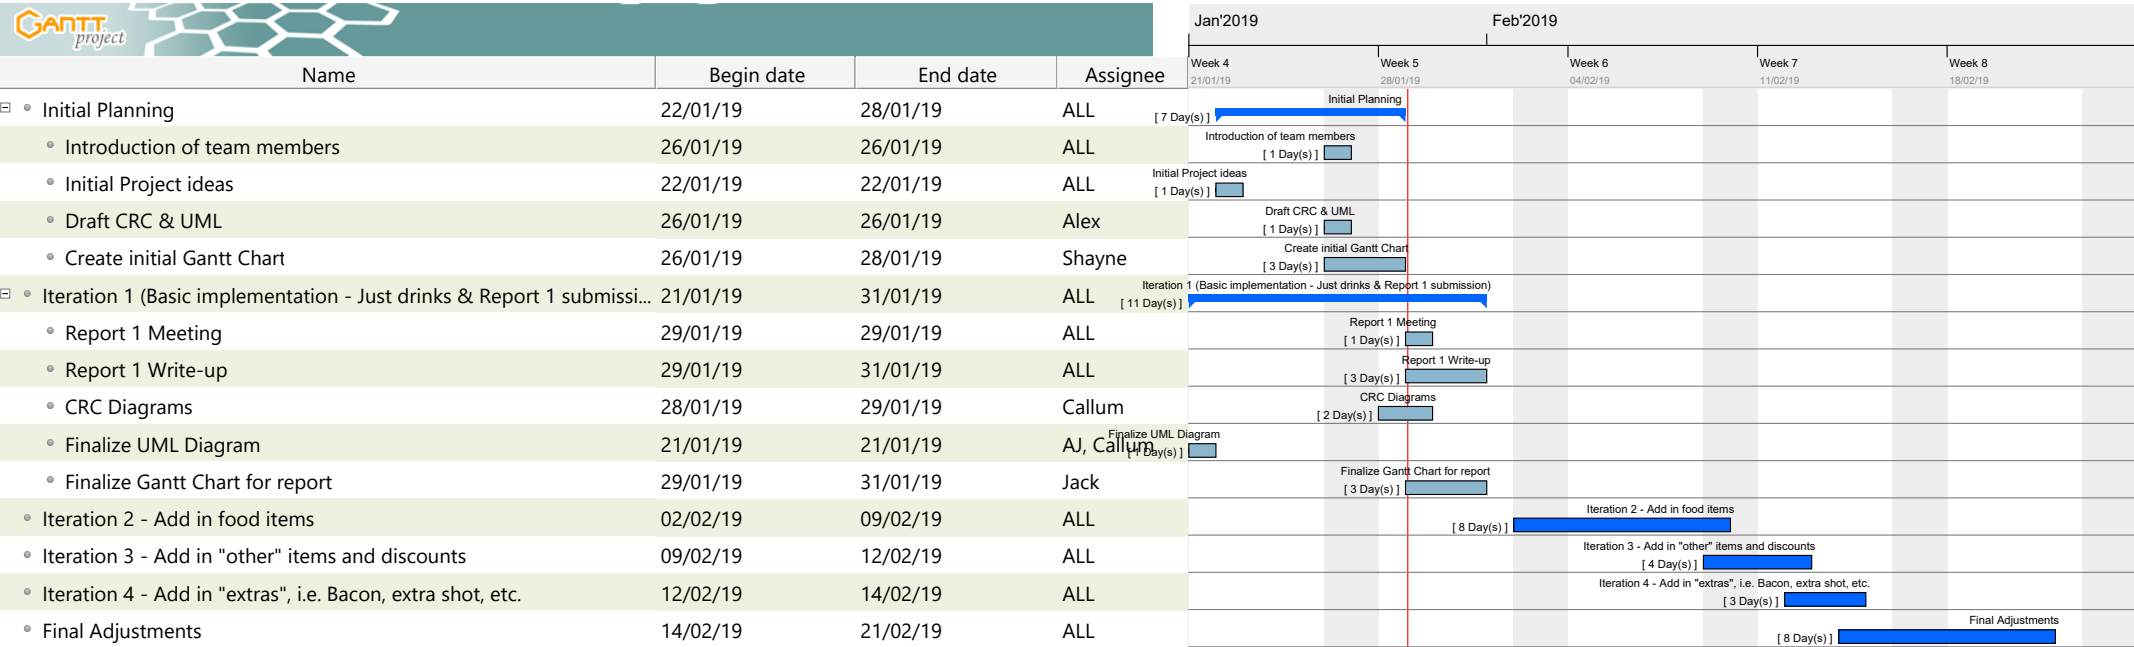 GANTT
project
Jan'2019 Feb'2019
Week 4 Week 5 Week 6 Week 7 Week 8
21/01/19 28/01/19 04/02/19 11/02/19 18/02/19
Name Begin date End date Assignee
Initial Planning 22/01/19 28/01/19 ALL
Introduction of team members 26/01/19 26/01/19 ALL
Initial Project ideas 22/01/19 22/01/19 ALL
Draft CRC & UML 26/01/19 26/01/19 Alex
Create initial Gantt Chart 26/01/19 28/01/19 Shayne
Iteration 1 (Basic implementation - Just drinks & Report 1 submissi... 21/01/19 31/01/19 ALL
Report 1 Meeting 29/01/19 29/01/19 ALL
Report 1 Write-up 29/01/19 31/01/19 ALL
CRC Diagrams 28/01/19 29/01/19 Callum
Finalize UML Diagram 21/01/19 21/01/19 AJ, Callum
Finalize Gantt Chart for report 29/01/19 31/01/19 Jack
Iteration 2 - Add in food items 02/02/19 09/02/19 ALL
Iteration 3 - Add in "other" items and discounts 09/02/19 12/02/19 ALL
Iteration 4 - Add in "extras", i.e. Bacon, extra shot, etc. 12/02/19 14/02/19 ALL
Final Adjustments 14/02/19 21/02/19 ALL
Initial Planning
[ 7 Day(s) ]
Introduction of team members
[ 1 Day(s) ]
Initial Project ideas
[ 1 Day(s) ]
Draft CRC & UML
[ 1 Day(s) ]
Create initial Gantt Chart
[ 3 Day(s) ]
Iteration 1 (Basic implementation - Just drinks & Report 1 submission)
[ 11 Day(s) ]
Report 1 Meeting
[ 1 Day(s) ]
Report 1 Write-up
[ 3 Day(s) ]
CRC Diagrams
[ 2 Day(s) ]
Finalize UML Diagram
[ 1 Day(s) ]
Finalize Gantt Chart for report
[ 3 Day(s) ]
Iteration 2 - Add in food items
[ 8 Day(s) ]
Iteration 3 - Add in "other" items and discounts
[ 4 Day(s) ]
Iteration 4 - Add in "extras", i.e. Bacon, extra shot, etc.
[ 3 Day(s) ]
Final Adjustments
[ 8 Day(s) ]